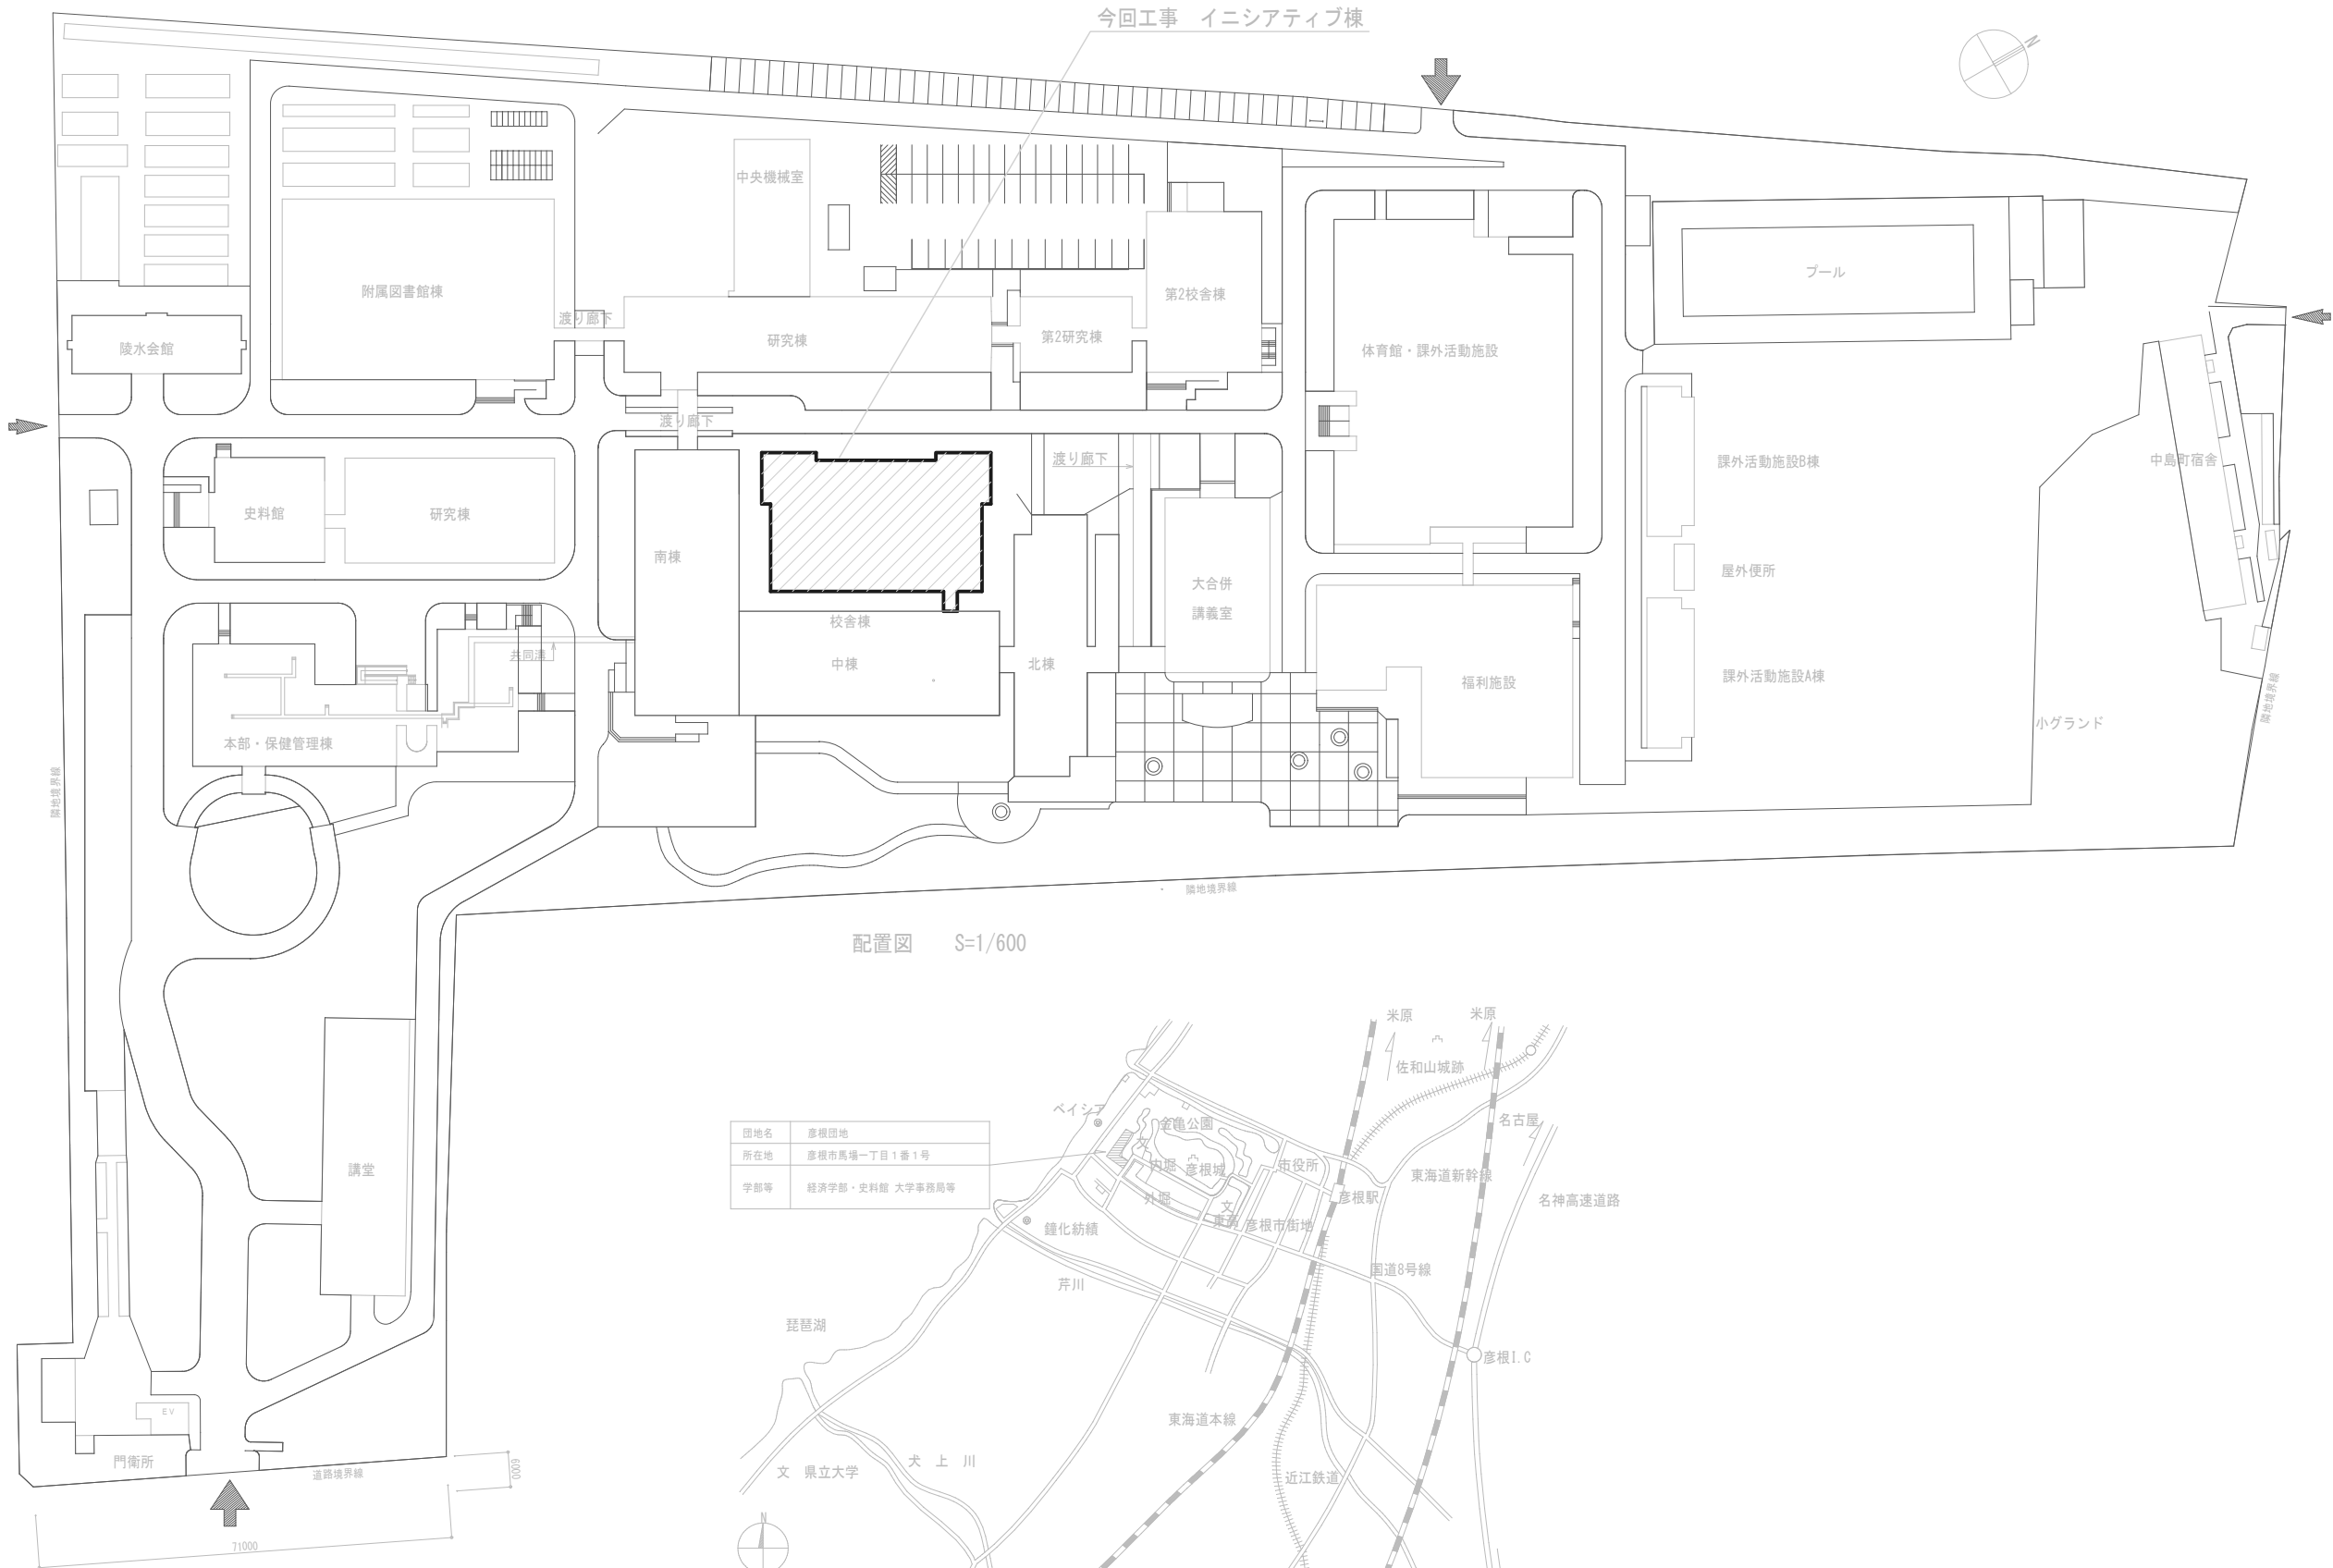 今回工事　イニシアティブ棟
N
中央機械室
附属図書館棟
渡り廊下
研究棟
第2研究棟
第2校舎棟
体育館・課外活動施設
プール
陵水会館
渡り廊下
渡り廊下
史料館
研究棟
南棟
大合併
講義室
課外活動施設B棟
中島町宿舎
屋外便所
校舎棟
中棟
北棟
共同溝
福利施設
課外活動施設A棟
小グランド
隣地境界線
本部・保健管理棟
隣地境界線
隣地境界線
配置図　　S=1/600
講堂
EV
門衛所
道路境界線
6000
71000
団地名　彦根団地
所在地　彦根市馬場一丁目1番1号
学部等　経済学部・史料館 大学事務局等
米原
米原
佐和山城跡
ベイシア
金亀公園
名古屋
文
内堀
彦根城
市役所
東海道新幹線
外堀
文
東高
彦根駅
名神高速道路
鐘化紡績
彦根市街地
芹川
国道8号線
琵琶湖
彦根I.C
東海道本線
犬　上　川
文　県立大学
近江鉄道
N